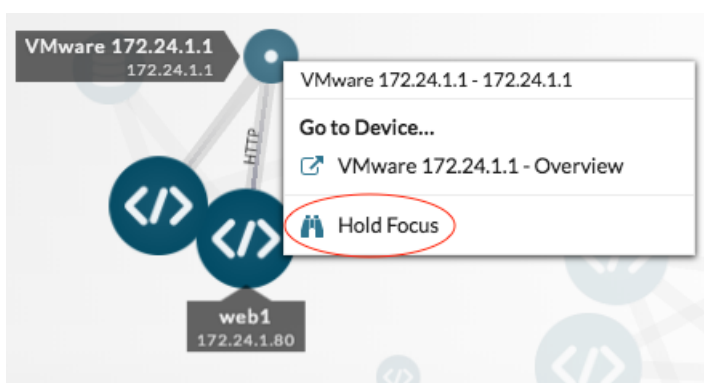 VMware 172.24.1.1
172.24.1.1
VMware 172.24.1.1 - 172.24.1.1
Go to Device...
VMware 172.24.1.1 - Overview
Hold Focus
HTTP
</>
</>
web1
172.24.1.80
</>
</>